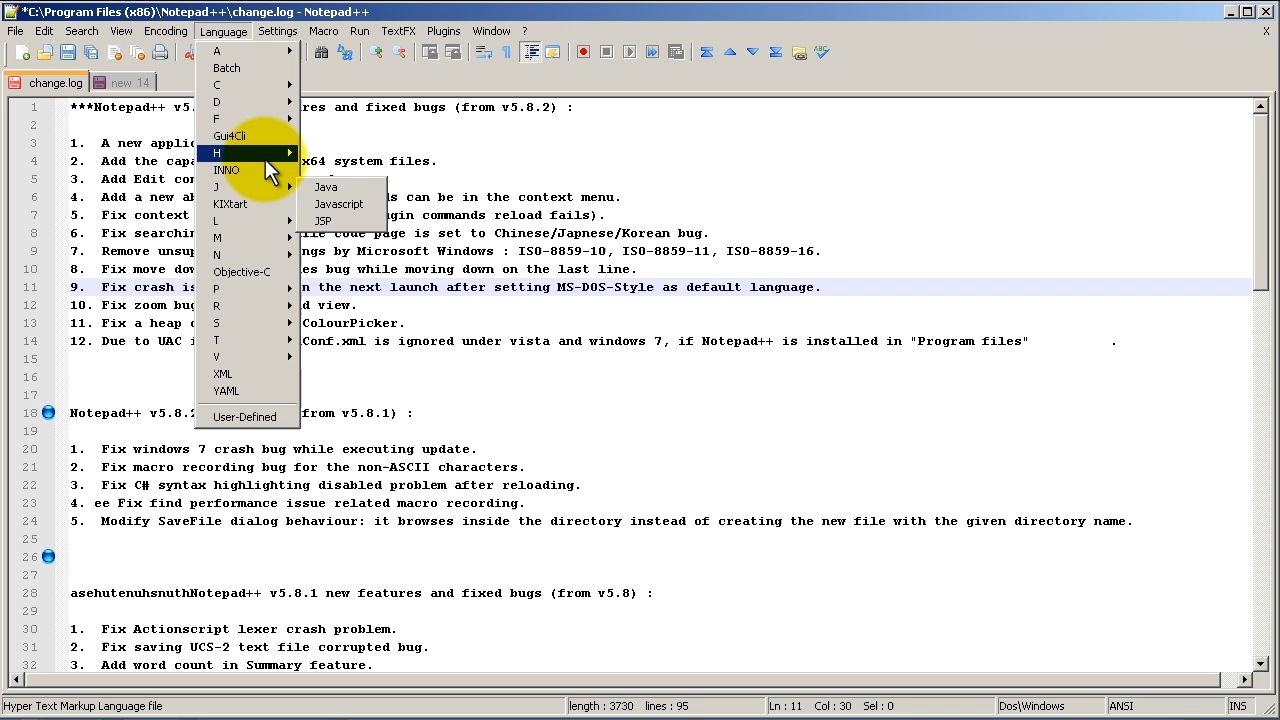 *C:\Program Files (x86)\Notepad++\change.log - Notepad++
File Edit Search View Encoding Language Settings Macro Run TextFX Plugins Window ? X
change.log new 14
A
Batch
C
D
F
Gui4Cli
H
INNO
J
KIXtart
L
M
N
Objective-C
P
R
S
T
V
XML
YAML
User-Defined
Java
Javascript
JSP
1 ***Notepad++ v5. res and fixed bugs (from v5.8.2) :
2
3 1. A new appli
4 2. Add the cap x64 system files.
5 3. Add Edit co
6 4. Add a new a ds can be in the context menu.
7 5. Fix context gin commands reload fails).
8 6. Fix searchin ile code page is set to Chinese/Japnese/Korean bug.
9 7. Remove unsup ngs by Microsoft Windows : ISO-8859-10, ISO-8859-11, ISO-8859-16.
10 8. Fix move dow es bug while moving down on the last line.
11 9. Fix crash is n the next launch after setting MS-DOS-Style as default language.
12 10. Fix zoom bug d view.
13 11. Fix a heap ColourPicker.
14 12. Due to UAC i Conf.xml is ignored under vista and windows 7, if Notepad++ is installed in "Program files" .
15
16
17
18 Notepad++ v5.8.2 from v5.8.1) :
19
20 1. Fix windows 7 crash bug while executing update.
21 2. Fix macro recording bug for the non-ASCII characters.
22 3. Fix C# syntax highlighting disabled problem after reloading.
23 4. ee Fix find performance issue related macro recording.
24 5. Modify SaveFile dialog behaviour: it browses inside the directory instead of creating the new file with the given directory name.
25
26
27
28 asehutenuhsnuthNotepad++ v5.8.1 new features and fixed bugs (from v5.8) :
29
30 1. Fix Actionscript lexer crash problem.
31 2. Fix saving UCS-2 text file corrupted bug.
32 3. Add word count in Summary feature.
Hyper Text Markup Language file length : 3730 lines : 95 Ln : 11 Col : 30 Sel : 0 Dos\Windows ANSI INS